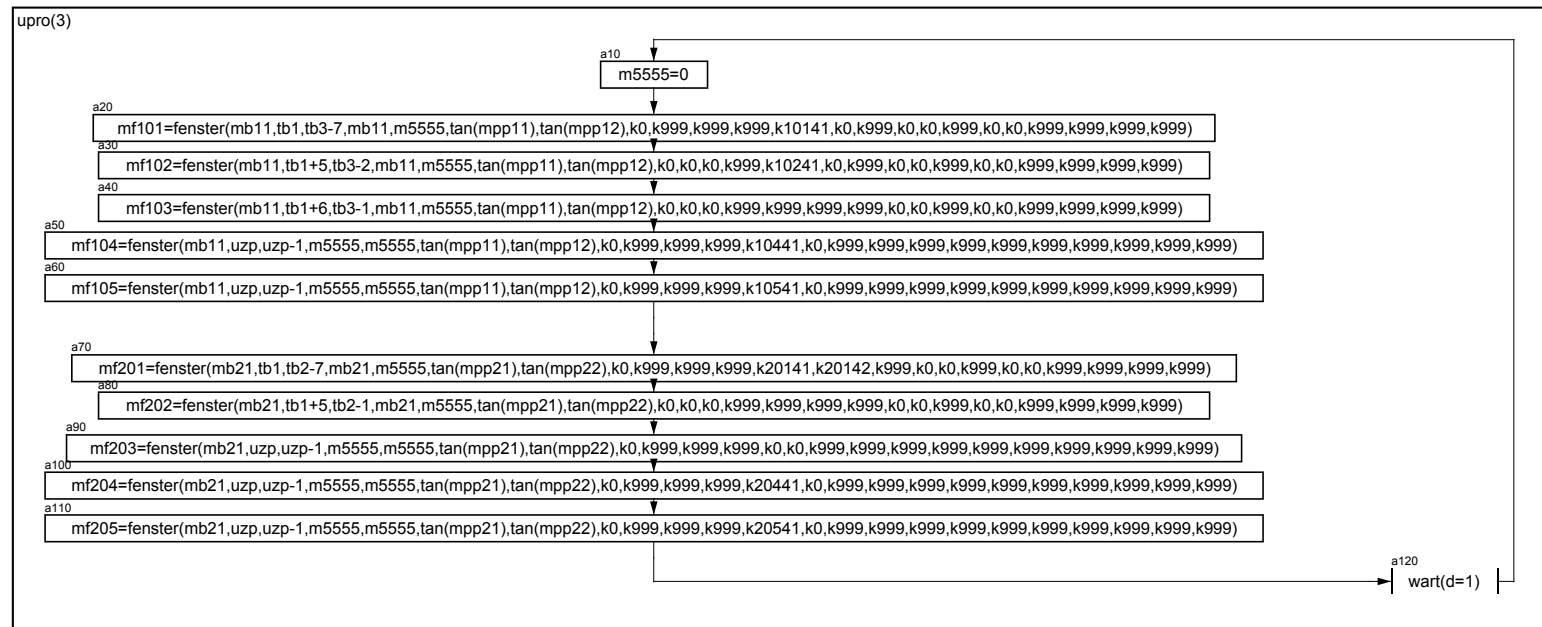 upro(3)
a10
m5555=0
a20
mf101=fenster(mb11,tb1,tb3-7,mb11,m5555,tan(mpp11),tan(mpp12),k0,k999,k999,k999,k10141,k0,k999,k0,k0,k999,k0,k0,k999,k999,k999,k999)
a30
mf102=fenster(mb11,tb1+5,tb3-2,mb11,m5555,tan(mpp11),tan(mpp12),k0,k0,k0,k999,k10241,k0,k999,k0,k0,k999,k0,k0,k999,k999,k999,k999)
a40
mf103=fenster(mb11,tb1+6,tb3-1,mb11,m5555,tan(mpp11),tan(mpp12),k0,k0,k0,k999,k999,k999,k999,k0,k0,k999,k0,k0,k999,k999,k999,k999)
a50
mf104=fenster(mb11,uzp,uzp-1,m5555,m5555,tan(mpp11),tan(mpp12),k0,k999,k999,k999,k10441,k0,k999,k999,k999,k999,k999,k999,k999,k999,k999,k999)
a60
mf105=fenster(mb11,uzp,uzp-1,m5555,m5555,tan(mpp11),tan(mpp12),k0,k999,k999,k999,k10541,k0,k999,k999,k999,k999,k999,k999,k999,k999,k999,k999)
a70
mf201=fenster(mb21,tb1,tb2-7,mb21,m5555,tan(mpp21),tan(mpp22),k0,k999,k999,k999,k20141,k20142,k999,k0,k0,k999,k0,k0,k999,k999,k999,k999)
a80
mf202=fenster(mb21,tb1+5,tb2-1,mb21,m5555,tan(mpp21),tan(mpp22),k0,k0,k0,k999,k999,k999,k999,k0,k0,k999,k0,k0,k999,k999,k999,k999)
a90
mf203=fenster(mb21,uzp,uzp-1,m5555,m5555,tan(mpp21),tan(mpp22),k0,k999,k999,k999,k0,k0,k999,k999,k999,k999,k999,k999,k999,k999,k999,k999)
a100
mf204=fenster(mb21,uzp,uzp-1,m5555,m5555,tan(mpp21),tan(mpp22),k0,k999,k999,k999,k20441,k0,k999,k999,k999,k999,k999,k999,k999,k999,k999,k999)
a110
mf205=fenster(mb21,uzp,uzp-1,m5555,m5555,tan(mpp21),tan(mpp22),k0,k999,k999,k999,k20541,k0,k999,k999,k999,k999,k999,k999,k999,k999,k999,k999)
a120
wart(d=1)